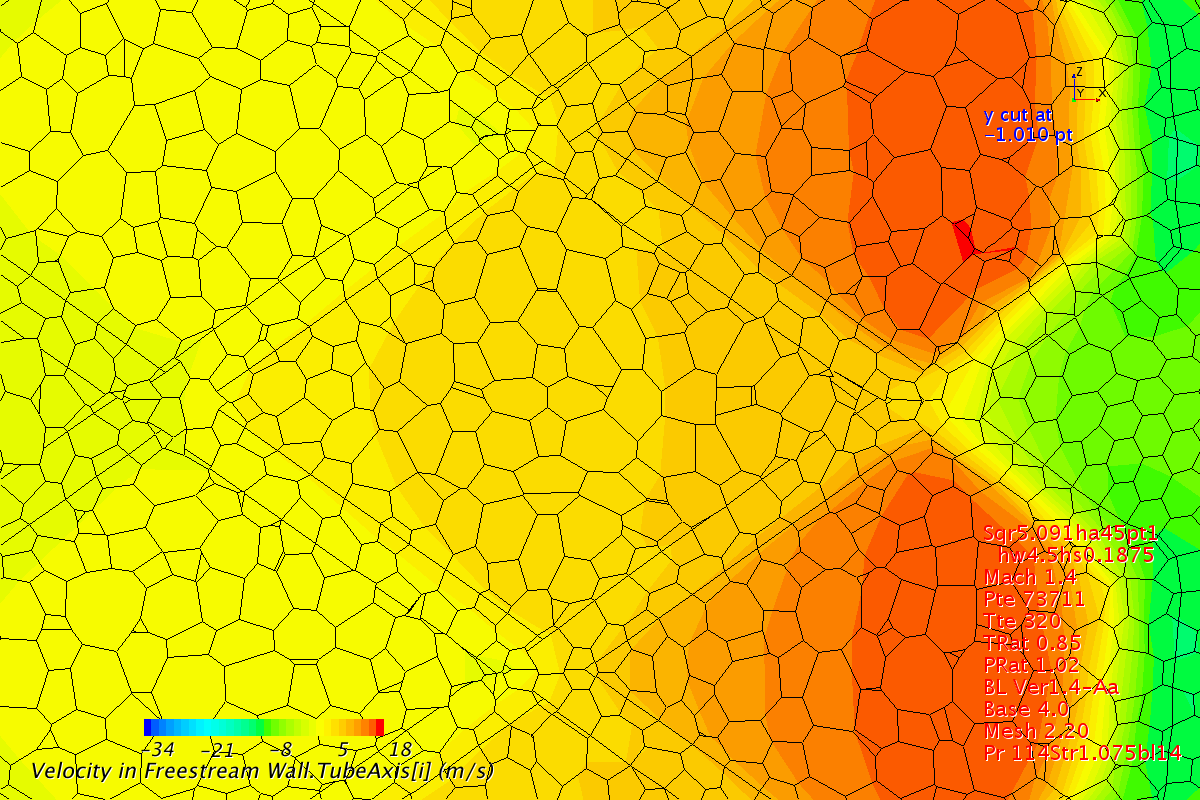 Z
Y X
y cut at
-1.010 pt
Sqr5.091ha45pt1
hw4.5hs0.1875
Mach 1.4
Pte 73711
Tte 320
TRat 0.85
PRat 1.02
BL Ver1.4-Aa
Base 4.0
Mesh 2.20
Pr 114Str1.075bl14
-34 -21 -8 5 18
Velocity in Freestream Wall.TubeAxis[i] (m/s)